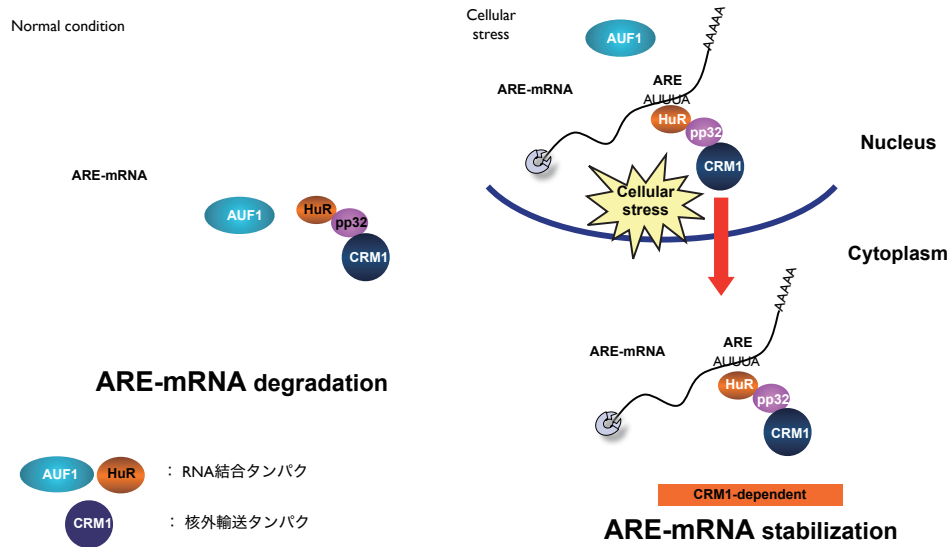 Normal condition
ARE-mRNA
AUF1
HuR
pp32
CRM1
ARE-mRNA degradation
AUF1
HuR
: RNA結合タンパク
CRM1
: 核外輸送タンパク
Cellular
stress
AUF1
AAAAA
ARE-mRNA
ARE
AUUUA
HuR
pp32
CRM1
Nucleus
Cellular
stress
Cytoplasm
AAAAA
ARE-mRNA
ARE
AUUUA
HuR
pp32
CRM1
CRM1-dependent
ARE-mRNA stabilization